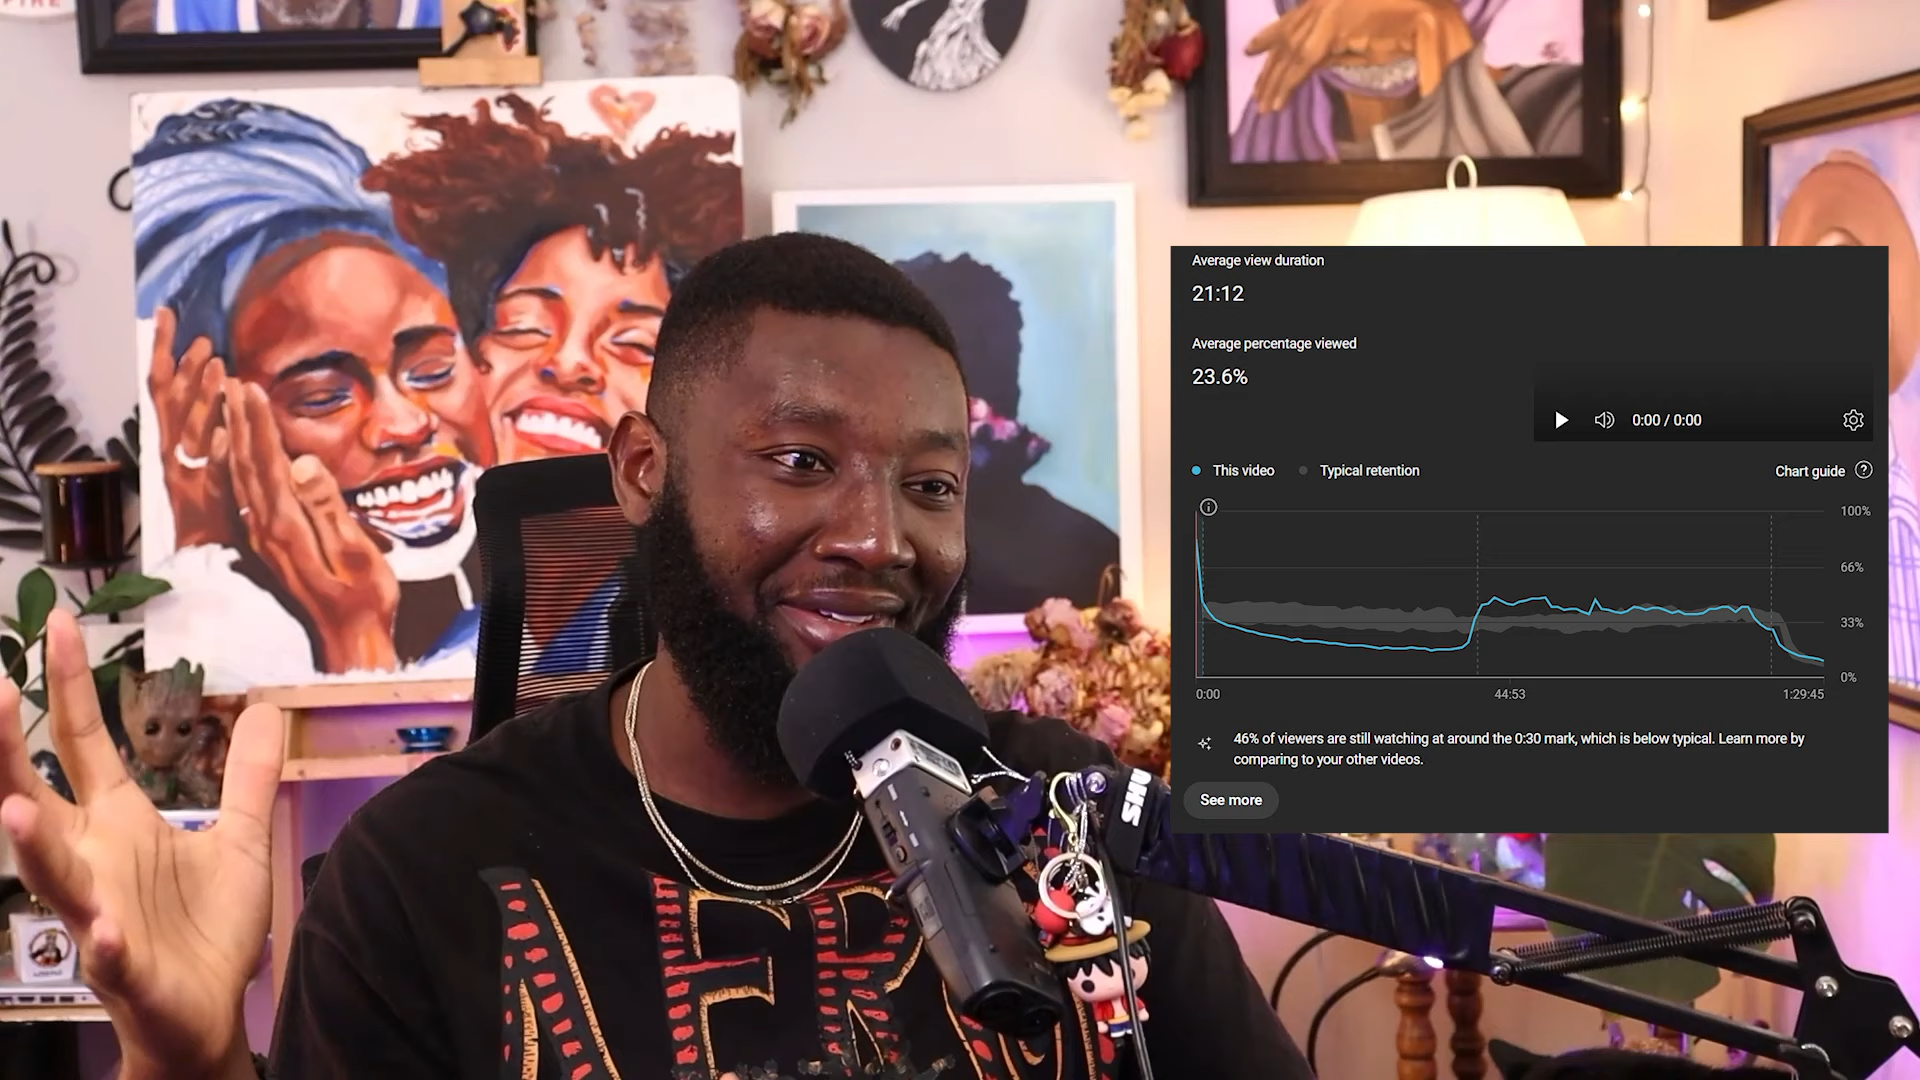 FIRE
Average view duration
21:12
Average percentage viewed
23.6%
0:00 / 0:00
This video
Typical retention
Chart guide
100%
66%
33%
0%
0:00
44:53
1:29:45
46% of viewers are still watching at around the 0:30 mark, which is below typical. Learn more by
comparing to your other videos.
See more
SHU
AFRO